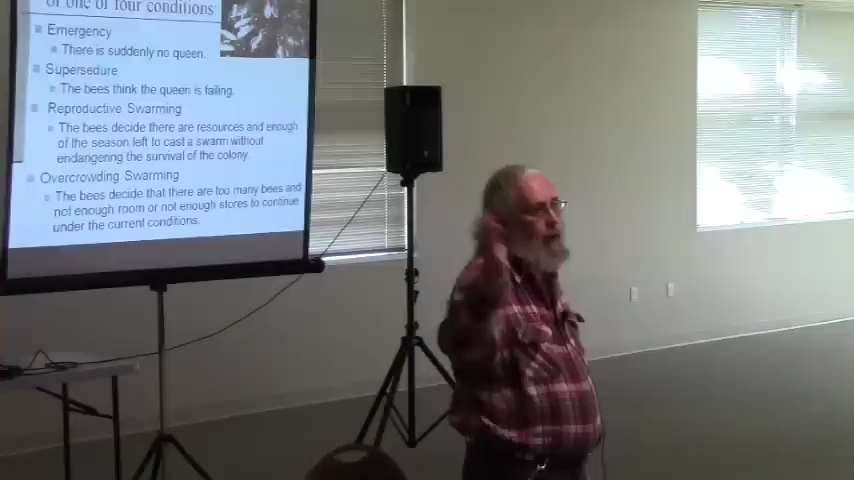 of one of four conditions:
Emergency
There is suddenly no queen.
Supersedure
The bees think the queen is failing.
Reproductive Swarming
The bees decide there are resources and enough
of the season left to cast a swarm without
endangering the survival of the colony.
Overcrowding Swarming
The bees decide that there are too many bees and
not enough room or not enough stores to continue
under the current conditions.